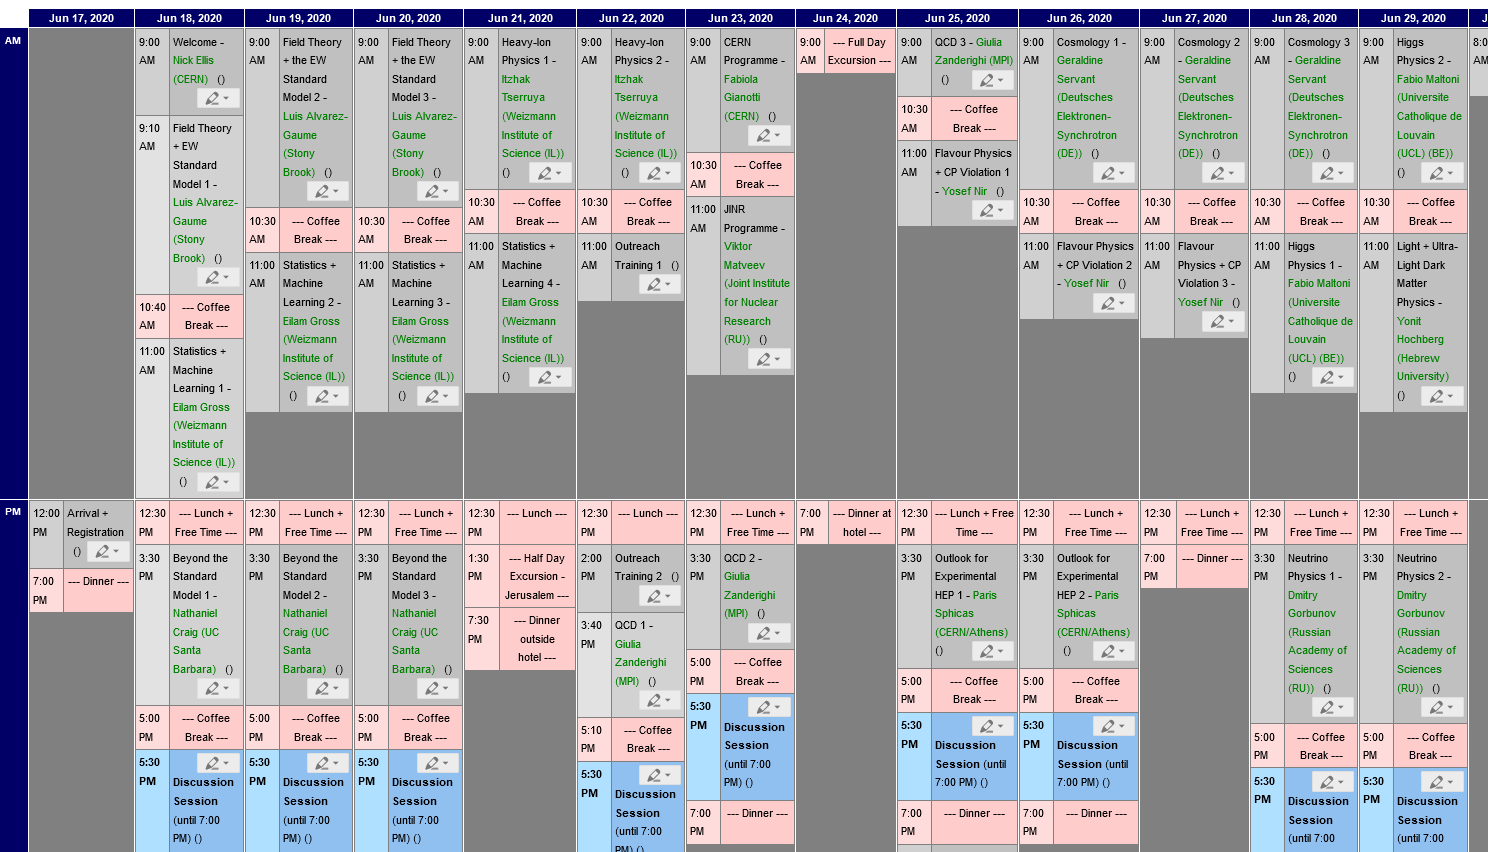 Jun 17, 2020
Jun 18, 2020
Jun 19, 2020
Jun 20, 2020
Jun 21, 2020
Jun 22, 2020
Jun 23, 2020
Jun 24, 2020
Jun 25, 2020
Jun 26, 2020
Jun 27, 2020
Jun 28, 2020
Jun 29, 2020
AM
9:00
AM
Welcome -
Nick Ellis
(CERN) ()
9:10
AM
Field Theory
+ EW
Standard
Model 1 -
Luis Alvarez-
Gaume
(Stony
Brook) ()
10:40
AM
--- Coffee
Break ---
11:00
AM
Statistics +
Machine
Learning 1 -
Eilam Gross
(Weizmann
Institute of
Science (IL))
()
9:00
AM
Field Theory
+ the EW
Standard
Model 2 -
Luis Alvarez-
Gaume
(Stony
Brook) ()
10:30
AM
--- Coffee
Break ---
11:00
AM
Statistics +
Machine
Learning 2 -
Eilam Gross
(Weizmann
Institute of
Science (IL))
()
9:00
AM
Field Theory
+ the EW
Standard
Model 3 -
Luis Alvarez-
Gaume
(Stony
Brook) ()
10:30
AM
--- Coffee
Break ---
11:00
AM
Statistics +
Machine
Learning 3 -
Eilam Gross
(Weizmann
Institute of
Science (IL))
()
9:00
AM
Heavy-Ion
Physics 1 -
Itzhak
Tserruya
(Weizmann
Institute of
Science (IL))
()
10:30
AM
--- Coffee
Break ---
11:00
AM
Statistics +
Machine
Learning 4 -
Eilam Gross
(Weizmann
Institute of
Science (IL))
()
9:00
AM
Heavy-Ion
Physics 2 -
Itzhak
Tserruya
(Weizmann
Institute of
Science (IL))
()
10:30
AM
--- Coffee
Break ---
11:00
AM
Outreach
Training 1 ()
9:00
AM
CERN
Programme -
Fabiola
Gianotti
(CERN) ()
10:30
AM
--- Coffee
Break ---
11:00
AM
JINR
Programme -
Viktor
Matveev
(Joint Institute
for Nuclear
Research
(RU)) ()
9:00
AM
--- Full Day
Excursion ---
9:00
AM
QCD 3 - Giulia
Zanderighi (MPI)
()
10:30
AM
--- Coffee
Break ---
11:00
AM
Flavour Physics
+ CP Violation 1
- Yosef Nir ()
9:00
AM
Cosmology 1 -
Geraldine
Servant
(Deutsches
Elektronen-
Synchrotron
(DE)) ()
10:30
AM
--- Coffee
Break ---
11:00
AM
Flavour Physics
+ CP Violation 2
- Yosef Nir ()
9:00
AM
Cosmology 2
- Geraldine
Servant
(Deutsches
Elektronen-
Synchrotron
(DE)) ()
10:30
AM
--- Coffee
Break ---
11:00
AM
Flavour
Physics + CP
Violation 3 -
Yosef Nir ()
9:00
AM
Cosmology 3
- Geraldine
Servant
(Deutsches
Elektronen-
Synchrotron
(DE)) ()
10:30
AM
--- Coffee
Break ---
11:00
AM
Higgs
Physics 1 -
Fabio Maltoni
(Universite
Catholique de
Louvain
(UCL) (BE))
()
9:00
AM
Higgs
Physics 2 -
Fabio Maltoni
(Universite
Catholique de
Louvain
(UCL) (BE))
()
10:30
AM
--- Coffee
Break ---
11:00
AM
Light + Ultra-
Light Dark
Matter
Physics -
Yonit
Hochberg
(Hebrew
University)
()
PM
12:00
PM
Arrival +
Registration
()
7:00
PM
--- Dinner ---
12:30
PM
--- Lunch +
Free Time ---
3:30
PM
Beyond the
Standard
Model 1 -
Nathaniel
Craig (UC
Santa
Barbara) ()
5:00
PM
--- Coffee
Break ---
5:30
PM
Discussion
Session
(until 7:00
PM) ()
12:30
PM
--- Lunch +
Free Time ---
3:30
PM
Beyond the
Standard
Model 2 -
Nathaniel
Craig (UC
Santa
Barbara) ()
5:00
PM
--- Coffee
Break ---
5:30
PM
Discussion
Session
(until 7:00
PM) ()
12:30
PM
--- Lunch +
Free Time ---
3:30
PM
Beyond the
Standard
Model 3 -
Nathaniel
Craig (UC
Santa
Barbara) ()
5:00
PM
--- Coffee
Break ---
5:30
PM
Discussion
Session
(until 7:00
PM) ()
12:30
PM
--- Lunch ---
1:30
PM
--- Half Day
Excursion -
Jerusalem ---
7:30
PM
--- Dinner
outside
hotel ---
12:30
PM
--- Lunch ---
2:00
PM
Outreach
Training 2 ()
3:40
PM
QCD 1 -
Giulia
Zanderighi
(MPI) ()
5:10
PM
--- Coffee
Break ---
5:30
PM
Discussion
Session
(until 7:00
PM) ()
12:30
PM
--- Lunch +
Free Time ---
3:30
PM
QCD 2 -
Giulia
Zanderighi
(MPI) ()
5:00
PM
--- Coffee
Break ---
5:30
PM
Discussion
Session
(until 7:00
PM) ()
7:00
PM
--- Dinner ---
7:00
PM
--- Dinner at
hotel ---
12:30
PM
--- Lunch + Free
Time ---
3:30
PM
Outlook for
Experimental
HEP 1 - Paris
Sphicas
(CERN/Athens)
()
5:00
PM
--- Coffee
Break ---
5:30
PM
Discussion
Session (until
7:00 PM) ()
7:00
PM
--- Dinner ---
12:30
PM
--- Lunch +
Free Time ---
3:30
PM
Outlook for
Experimental
HEP 2 - Paris
Sphicas
(CERN/Athens)
()
5:00
PM
--- Coffee
Break ---
5:30
PM
Discussion
Session (until
7:00 PM) ()
7:00
PM
--- Dinner ---
12:30
PM
--- Lunch +
Free Time ---
7:00
PM
--- Dinner ---
12:30
PM
--- Lunch +
Free Time ---
3:30
PM
Neutrino
Physics 1 -
Dmitry
Gorbunov
(Russian
Academy of
Sciences
(RU)) ()
5:00
PM
--- Coffee
Break ---
5:30
PM
Discussion
Session
(until 7:00
12:30
PM
--- Lunch +
Free Time ---
3:30
PM
Neutrino
Physics 2 -
Dmitry
Gorbunov
(Russian
Academy of
Sciences
(RU)) ()
5:00
PM
--- Coffee
Break ---
5:30
PM
Discussion
Session
(until 7:00